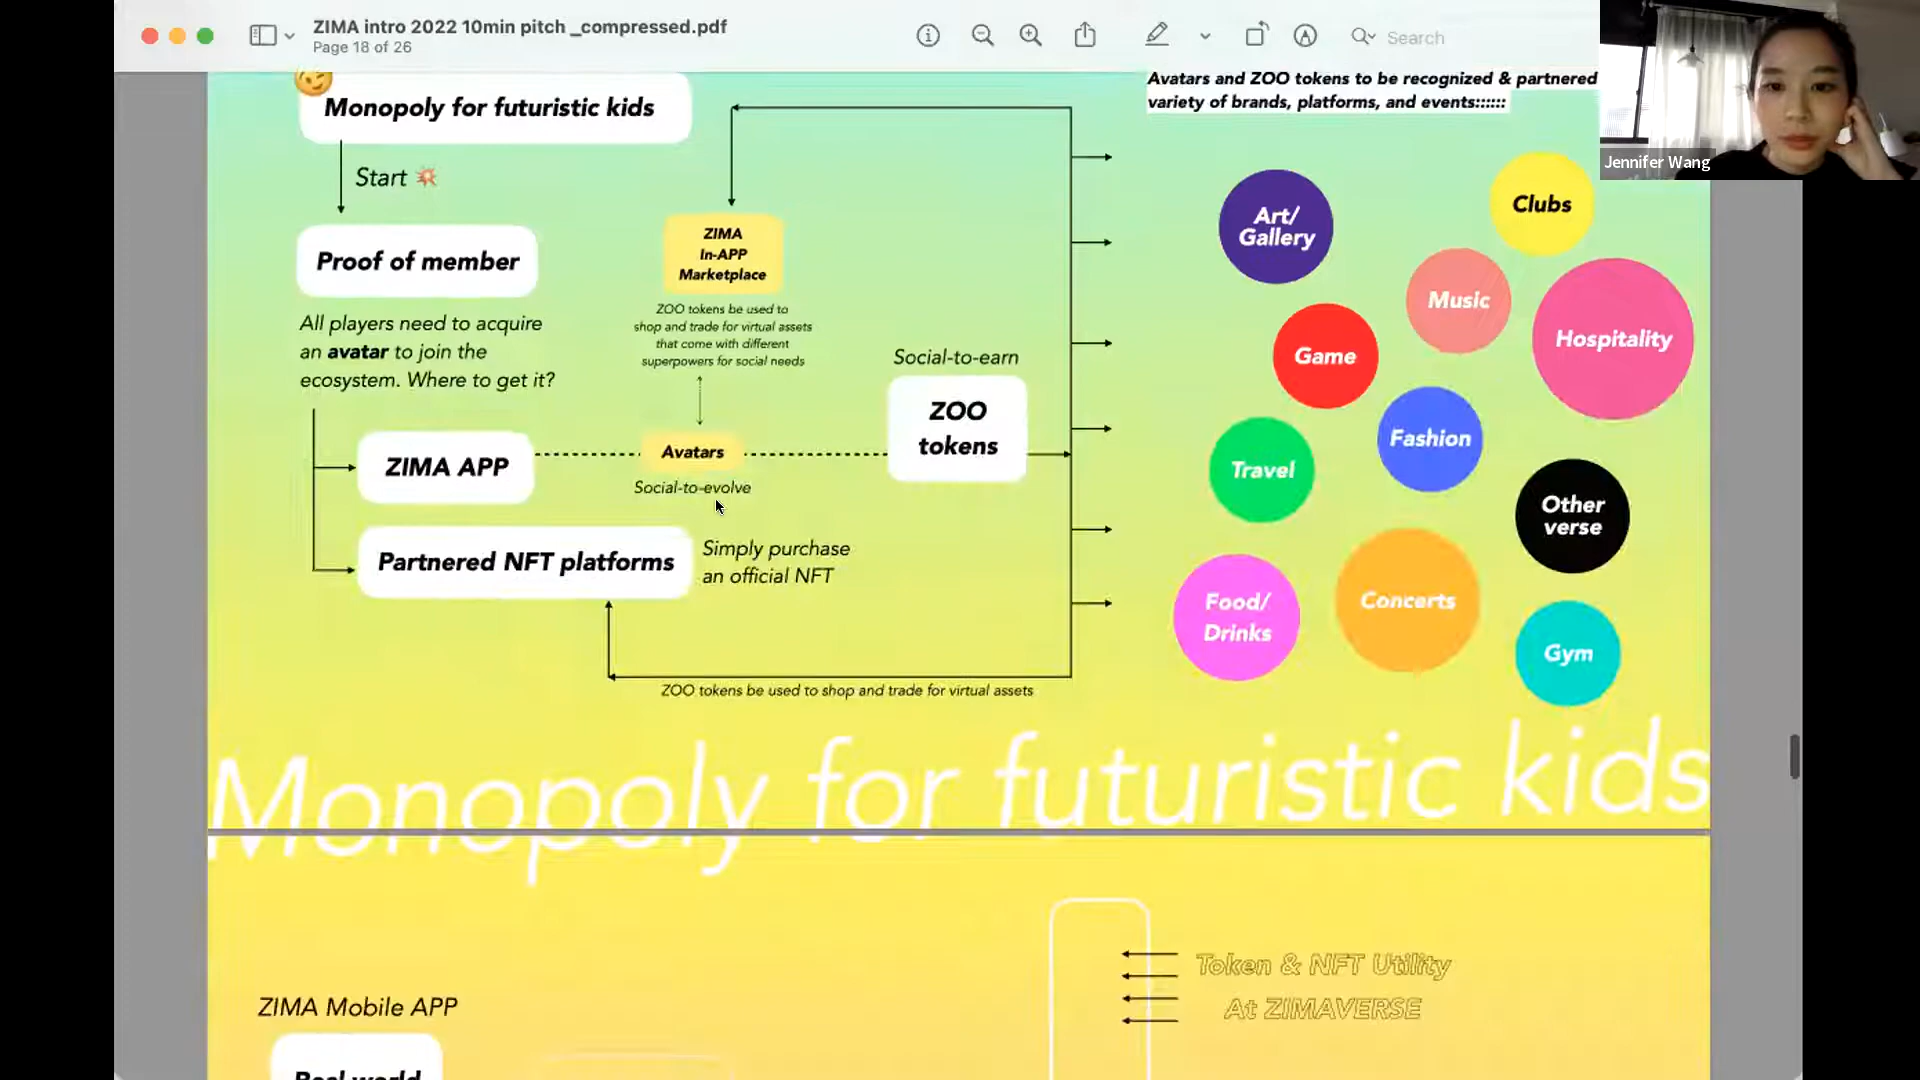 ZIMA intro 2022 10min pitch _compressed.pdf
Page 18 of 26
Search
Jennifer Wang
Monopoly for futuristic kids
Start
Proof of member
All players need to acquire
an avatar to join the
ecosystem. Where to get it?
ZIMA APP
Partnered NFT platforms
Simply purchase
an official NFT
ZIMA
In-APP
Marketplace
ZOO tokens be used to
shop and trade for virtual assets
that come with different
superpowers for social needs
Avatars
Social-to-evolve
Social-to-earn
ZOO
tokens
ZOO tokens be used to shop and trade for virtual assets
Avatars and ZOO tokens to be recognized & partnered
variety of brands, platforms, and events::::::
Art/
Gallery
Clubs
Music
Hospitality
Game
Fashion
Travel
Other
verse
Food/
Drinks
Concerts
Gym
Monopoly for futuristic kids
ZIMA Mobile APP
Real world
Token & NFT Utility
At ZIMAVERSE